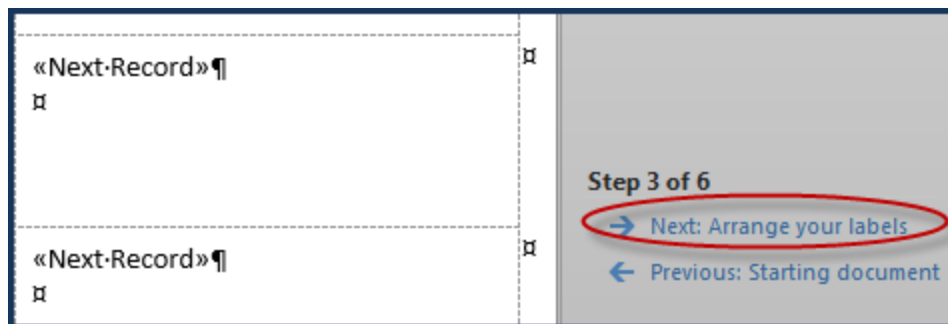 «Next·Record»¶
¤
¤
Step 3 of 6
Next: Arrange your labels
Previous: Starting document
«Next·Record»¶
¤
¤